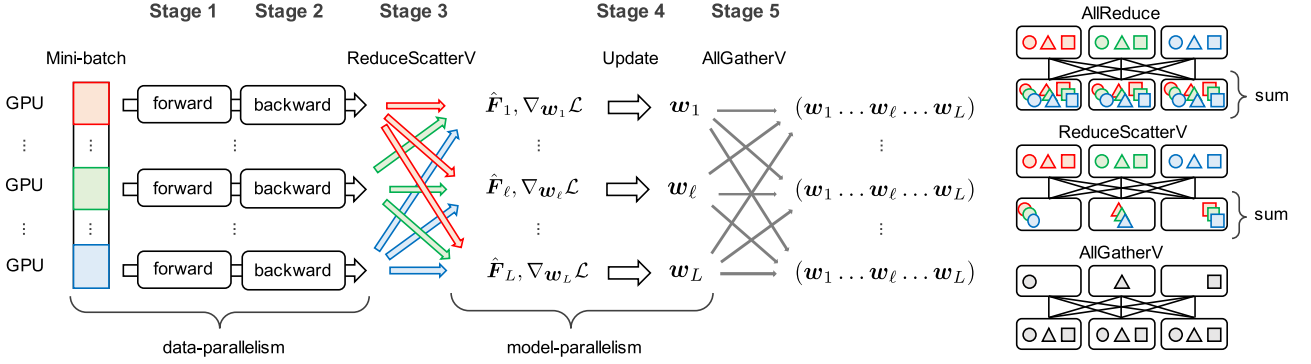 Stage 1 Stage 2 Stage 3 Stage 4 Stage 5
Mini-batch ReduceScatterV Update AllGatherV
GPU forward backward F̂₁, ∇𝒘₁ℒ 𝒘₁ (𝒘₁ … 𝒘ℓ … 𝒘L)
⋮ ⋮ ⋮ ⋮ ⋮
GPU forward backward F̂ℓ, ∇𝒘ℓℒ 𝒘ℓ (𝒘₁ … 𝒘ℓ … 𝒘L)
⋮ ⋮ ⋮ ⋮ ⋮
GPU forward backward F̂L, ∇𝒘Lℒ 𝒘L (𝒘₁ … 𝒘ℓ … 𝒘L)
data-parallelism model-parallelism
AllReduce
sum
ReduceScatterV
sum
AllGatherV